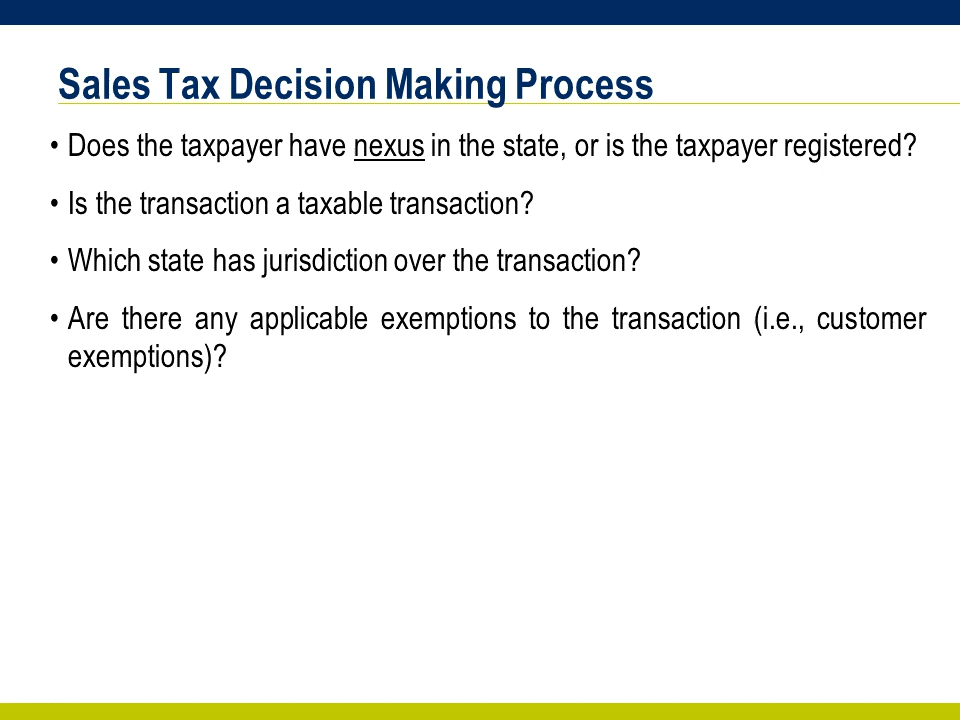 Sales Tax Decision Making Process
• Does the taxpayer have nexus in the state, or is the taxpayer registered?
• Is the transaction a taxable transaction?
• Which state has jurisdiction over the transaction?
• Are there any applicable exemptions to the transaction (i.e., customer
exemptions)?